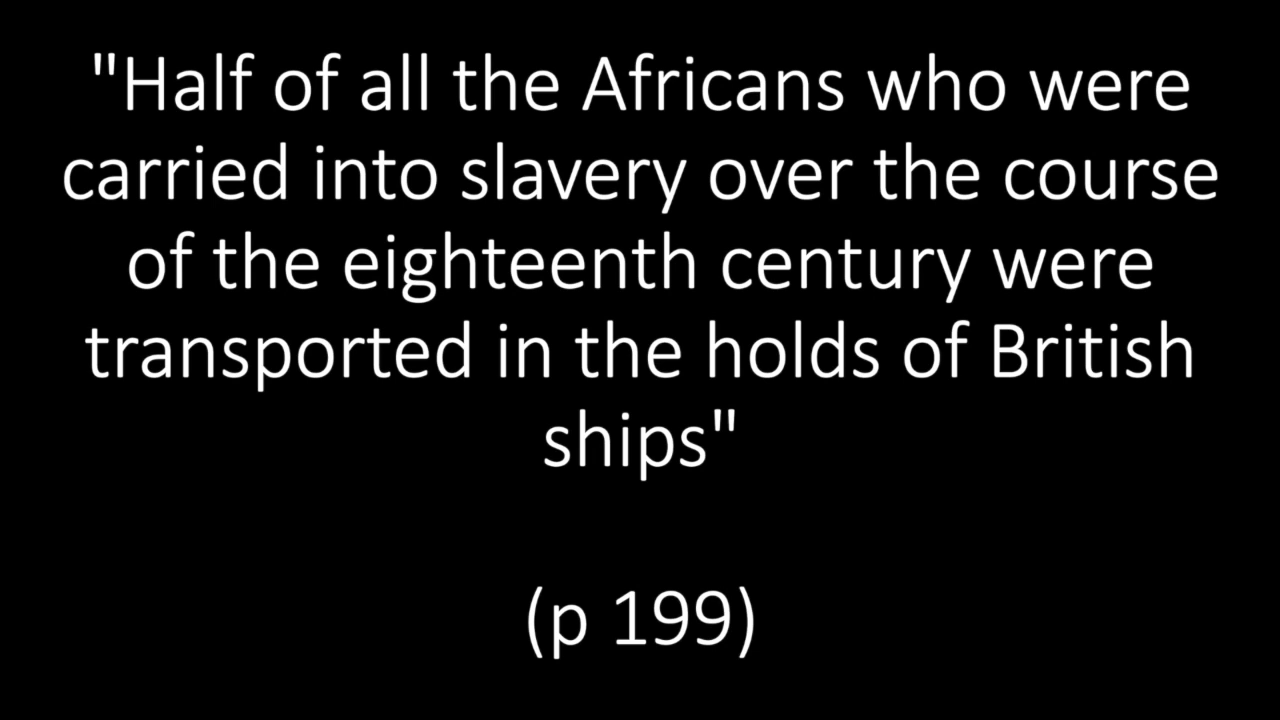 "Half of all the Africans who were
carried into slavery over the course
of the eighteenth century were
transported in the holds of British
ships"
(p 199)